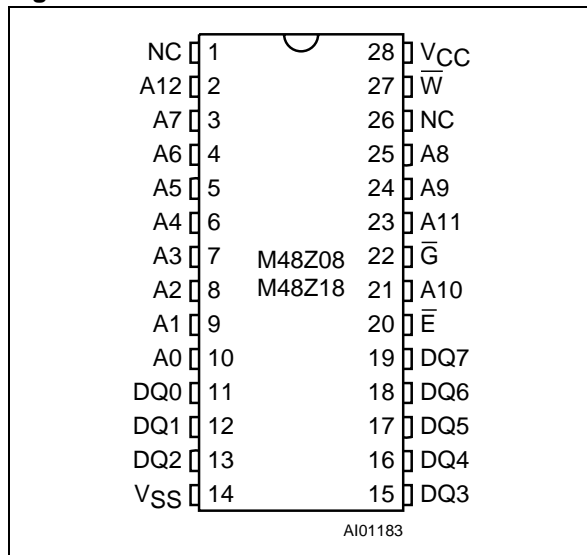 NC 1 28 VCC
A12 2 27 W̅
A7 3 26 NC
A6 4 25 A8
A5 5 24 A9
A4 6 23 A11
A3 7 M48Z08 22 G̅
A2 8 M48Z18 21 A10
A1 9 20 E̅
A0 10 19 DQ7
DQ0 11 18 DQ6
DQ1 12 17 DQ5
DQ2 13 16 DQ4
VSS 14 15 DQ3
AI01183